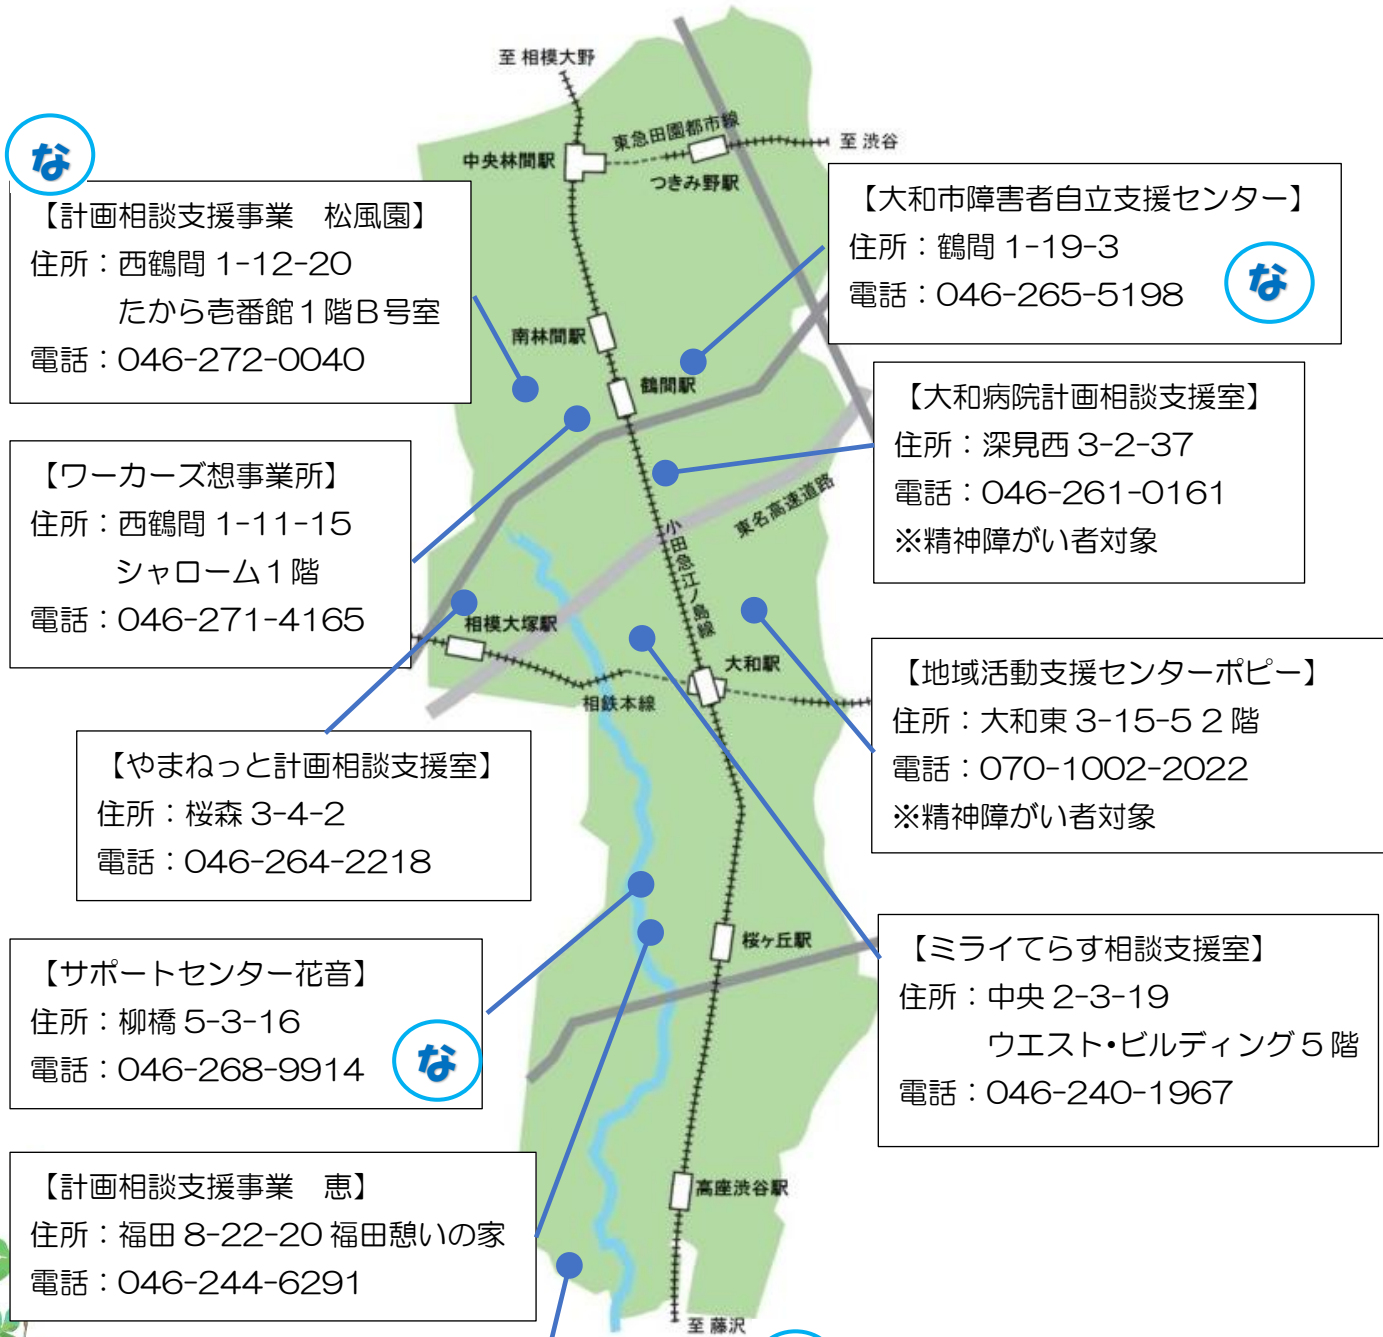 至 相模大野
東急田園都市線
至 渋谷
中央林間駅
つきみ野駅
な
【計画相談支援事業　松風園】
住所：西鶴間 1-12-20
たから壱番館１階Ｂ号室
電話：046-272-0040
【大和市障害者自立支援センター】
住所：鶴間 1-19-3
電話：046-265-5198
な
南林間駅
鶴間駅
【大和病院計画相談支援室】
住所：深見西 3-2-37
電話：046-261-0161
※精神障がい者対象
【ワーカーズ想事業所】
住所：西鶴間 1-11-15
シャローム１階
電話：046-271-4165
東名高速道路
小田急江ノ島線
相模大塚駅
大和駅
相鉄本線
【地域活動支援センターポピー】
住所：大和東 3-15-5 2 階
電話：070-1002-2022
※精神障がい者対象
【やまねっと計画相談支援室】
住所：桜森 3-4-2
電話：046-264-2218
桜ヶ丘駅
【ミライてらす相談支援室】
住所：中央 2-3-19
ウエスト・ビルディング 5 階
電話：046-240-1967
【サポートセンター花音】
住所：柳橋 5-3-16
電話：046-268-9914
な
高座渋谷駅
【計画相談支援事業　恵】
住所：福田 8-22-20 福田憩いの家
電話：046-244-6291
至 藤沢